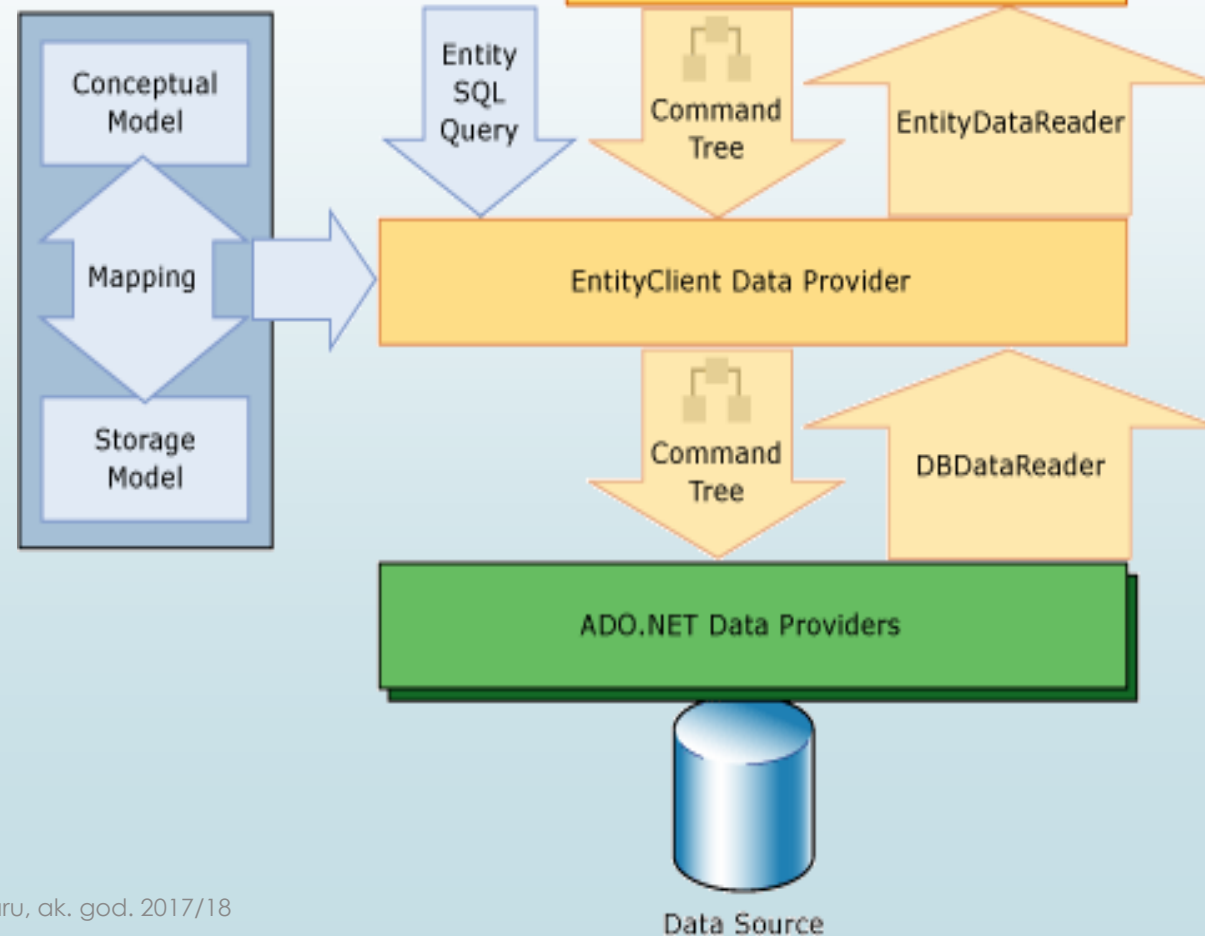 Conceptual
Model
Mapping
Storage
Model
Entity
SQL
Query
Command
Tree
EntityDataReader
EntityClient Data Provider
Command
Tree
DBDataReader
ADO.NET Data Providers
Data Source
ak. god. 2017/18